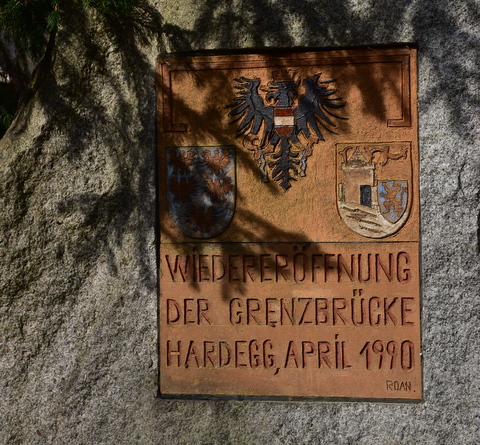 WIEDERERÖFFNUNG
DER GRENZBRÜCKE
HARDEGG, APRIL 1990
ROAN.